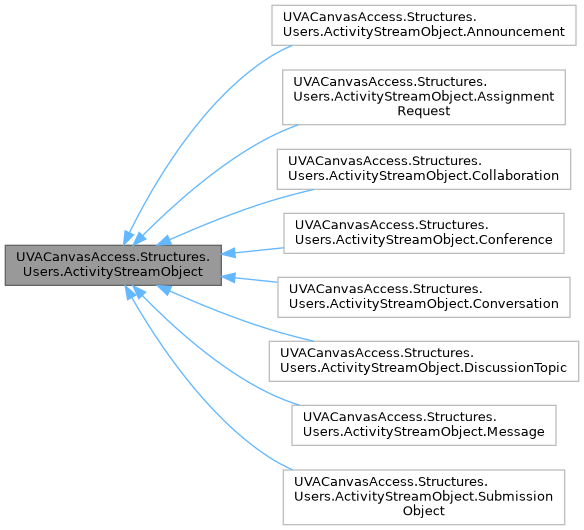 UVACanvasAccess.Structures.
Users.ActivityStreamObject.Announcement
UVACanvasAccess.Structures.
Users.ActivityStreamObject.Assignment
Request
UVACanvasAccess.Structures.
Users.ActivityStreamObject.Collaboration
UVACanvasAccess.Structures.
Users.ActivityStreamObject.Conference
UVACanvasAccess.Structures.
Users.ActivityStreamObject
UVACanvasAccess.Structures.
Users.ActivityStreamObject.Conversation
UVACanvasAccess.Structures.
Users.ActivityStreamObject.DiscussionTopic
UVACanvasAccess.Structures.
Users.ActivityStreamObject.Message
UVACanvasAccess.Structures.
Users.ActivityStreamObject.Submission
Object